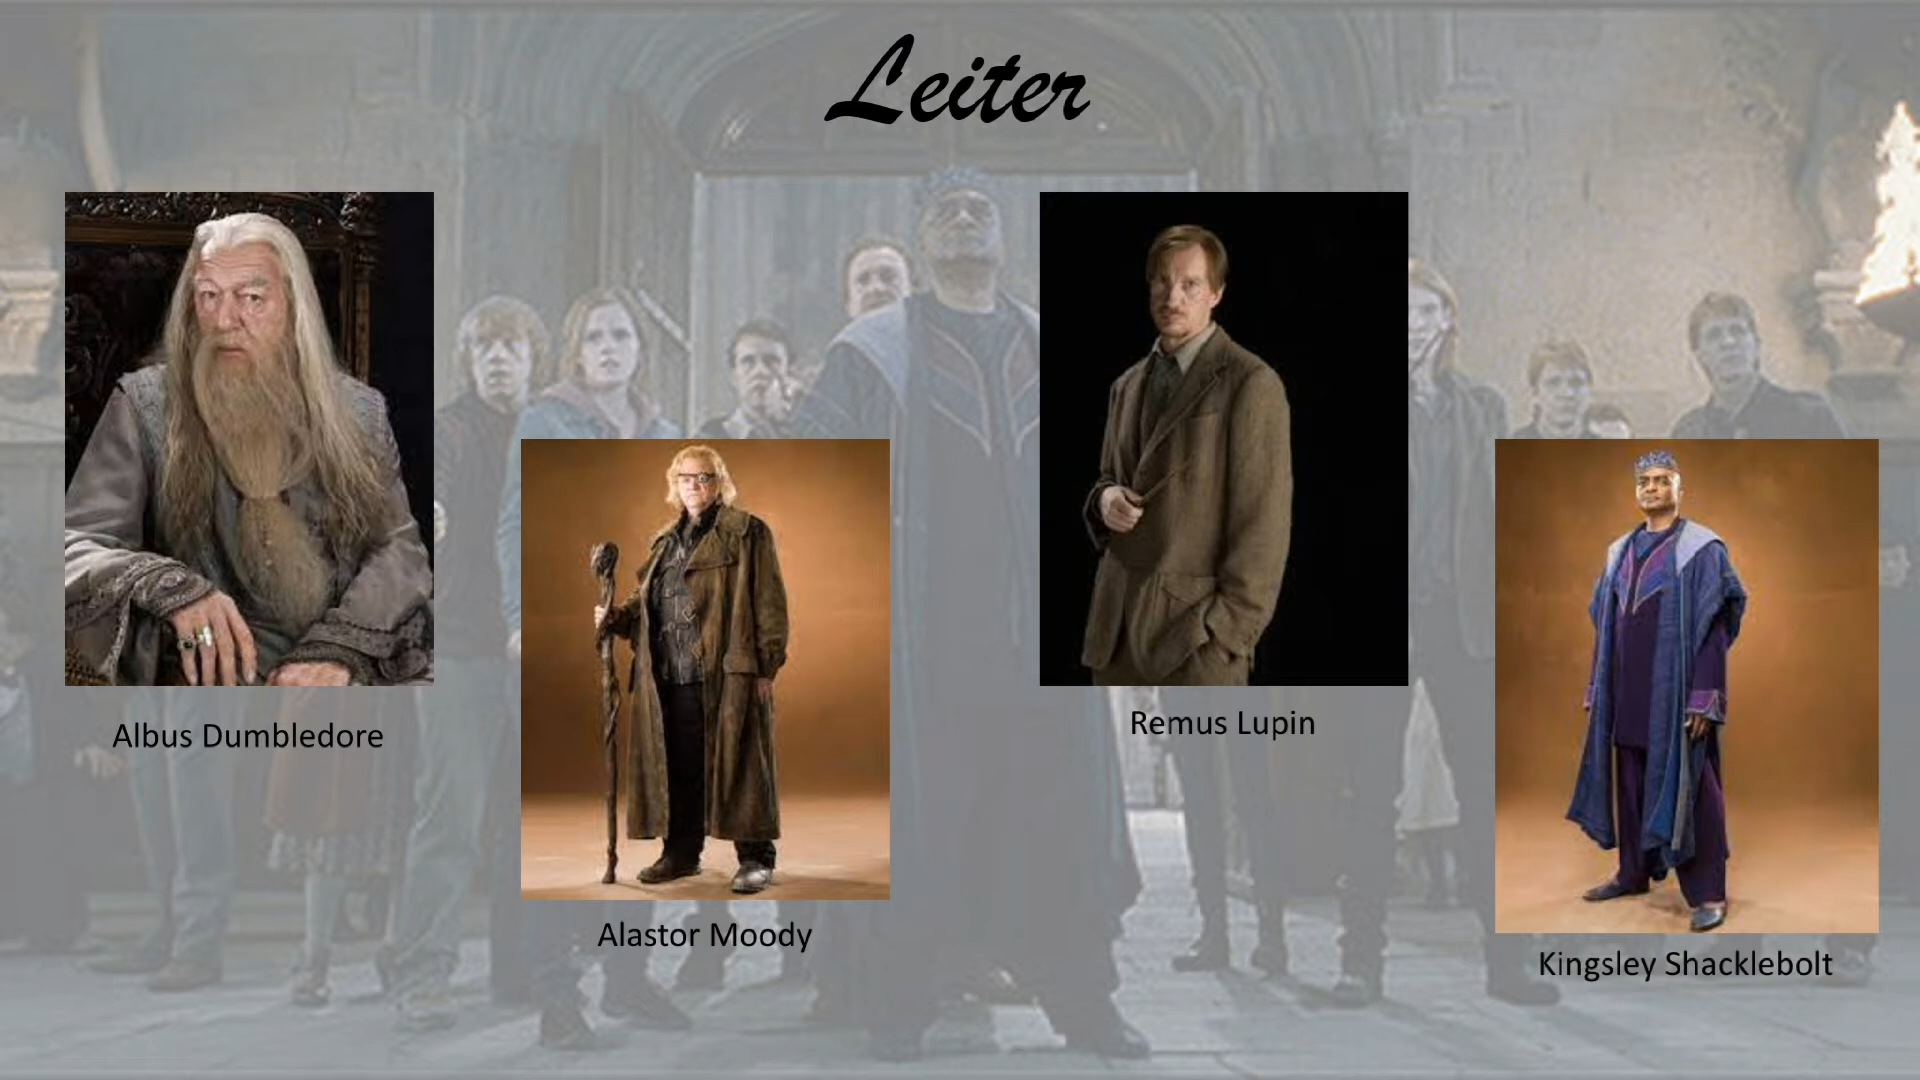 Leiter
Albus Dumbledore
Alastor Moody
Remus Lupin
Kingsley Shacklebolt